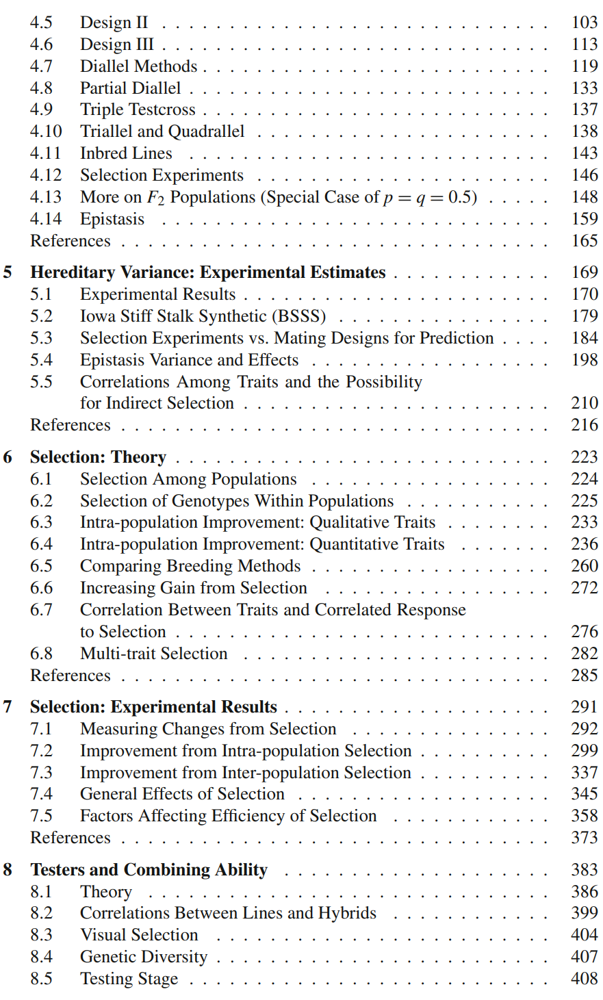 4.5 Design II . . . . . . . . . . . . . . . . . . . . . . . . . . . . . 103
4.6 Design III . . . . . . . . . . . . . . . . . . . . . . . . . . . . . 113
4.7 Diallel Methods . . . . . . . . . . . . . . . . . . . . . . . . . . 119
4.8 Partial Diallel . . . . . . . . . . . . . . . . . . . . . . . . . . . 133
4.9 Triple Testcross . . . . . . . . . . . . . . . . . . . . . . . . . . 137
4.10 Triallel and Quadrallel . . . . . . . . . . . . . . . . . . . . . . 138
4.11 Inbred Lines . . . . . . . . . . . . . . . . . . . . . . . . . . . 143
4.12 Selection Experiments . . . . . . . . . . . . . . . . . . . . . . 146
4.13 More on F₂ Populations (Special Case of p = q = 0.5) . . . . . 148
4.14 Epistasis . . . . . . . . . . . . . . . . . . . . . . . . . . . . . 159
References . . . . . . . . . . . . . . . . . . . . . . . . . . . . . . . . 165
5 Hereditary Variance: Experimental Estimates . . . . . . . . . . . . 169
5.1 Experimental Results . . . . . . . . . . . . . . . . . . . . . . . 170
5.2 Iowa Stiff Stalk Synthetic (BSSS) . . . . . . . . . . . . . . . . 179
5.3 Selection Experiments vs. Mating Designs for Prediction . . . . 184
5.4 Epistasis Variance and Effects . . . . . . . . . . . . . . . . . . 198
5.5 Correlations Among Traits and the Possibility
for Indirect Selection . . . . . . . . . . . . . . . . . . . . . . . 210
References . . . . . . . . . . . . . . . . . . . . . . . . . . . . . . . . 216
6 Selection: Theory . . . . . . . . . . . . . . . . . . . . . . . . . . . . 223
6.1 Selection Among Populations . . . . . . . . . . . . . . . . . . 224
6.2 Selection of Genotypes Within Populations . . . . . . . . . . . 225
6.3 Intra-population Improvement: Qualitative Traits . . . . . . . . 233
6.4 Intra-population Improvement: Quantitative Traits . . . . . . . 236
6.5 Comparing Breeding Methods . . . . . . . . . . . . . . . . . . 260
6.6 Increasing Gain from Selection . . . . . . . . . . . . . . . . . 272
6.7 Correlation Between Traits and Correlated Response
to Selection . . . . . . . . . . . . . . . . . . . . . . . . . . . . 276
6.8 Multi-trait Selection . . . . . . . . . . . . . . . . . . . . . . . 282
References . . . . . . . . . . . . . . . . . . . . . . . . . . . . . . . . 285
7 Selection: Experimental Results . . . . . . . . . . . . . . . . . . . . 291
7.1 Measuring Changes from Selection . . . . . . . . . . . . . . . 292
7.2 Improvement from Intra-population Selection . . . . . . . . . . 299
7.3 Improvement from Inter-population Selection . . . . . . . . . . 337
7.4 General Effects of Selection . . . . . . . . . . . . . . . . . . . 345
7.5 Factors Affecting Efficiency of Selection . . . . . . . . . . . . 358
References . . . . . . . . . . . . . . . . . . . . . . . . . . . . . . . . 373
8 Testers and Combining Ability . . . . . . . . . . . . . . . . . . . . 383
8.1 Theory . . . . . . . . . . . . . . . . . . . . . . . . . . . . . . 386
8.2 Correlations Between Lines and Hybrids . . . . . . . . . . . . 399
8.3 Visual Selection . . . . . . . . . . . . . . . . . . . . . . . . . 404
8.4 Genetic Diversity . . . . . . . . . . . . . . . . . . . . . . . . . 407
8.5 Testing Stage . . . . . . . . . . . . . . . . . . . . . . . . . . . 408